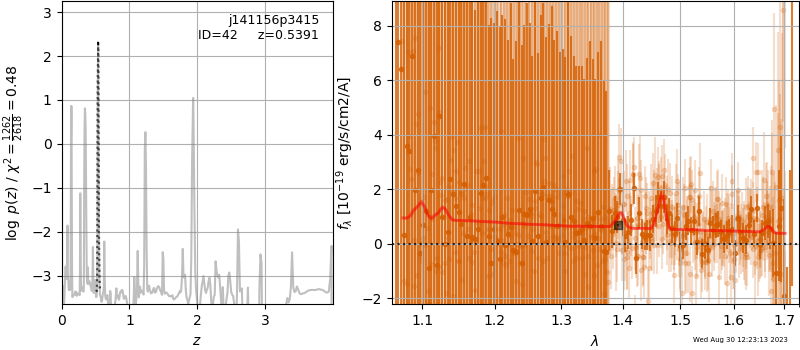 j141156p3415
ID=42 z=0.5391
log p(z) / χ² = 1262/2618 = 0.48
3
2
1
0
−1
−2
−3
0 1 2 3
z
f_λ [10⁻¹⁹ erg/s/cm2/A]
8
6
4
2
0
−2
1.1 1.2 1.3 1.4 1.5 1.6 1.7
λ
Wed Aug 30 12:23:13 2023